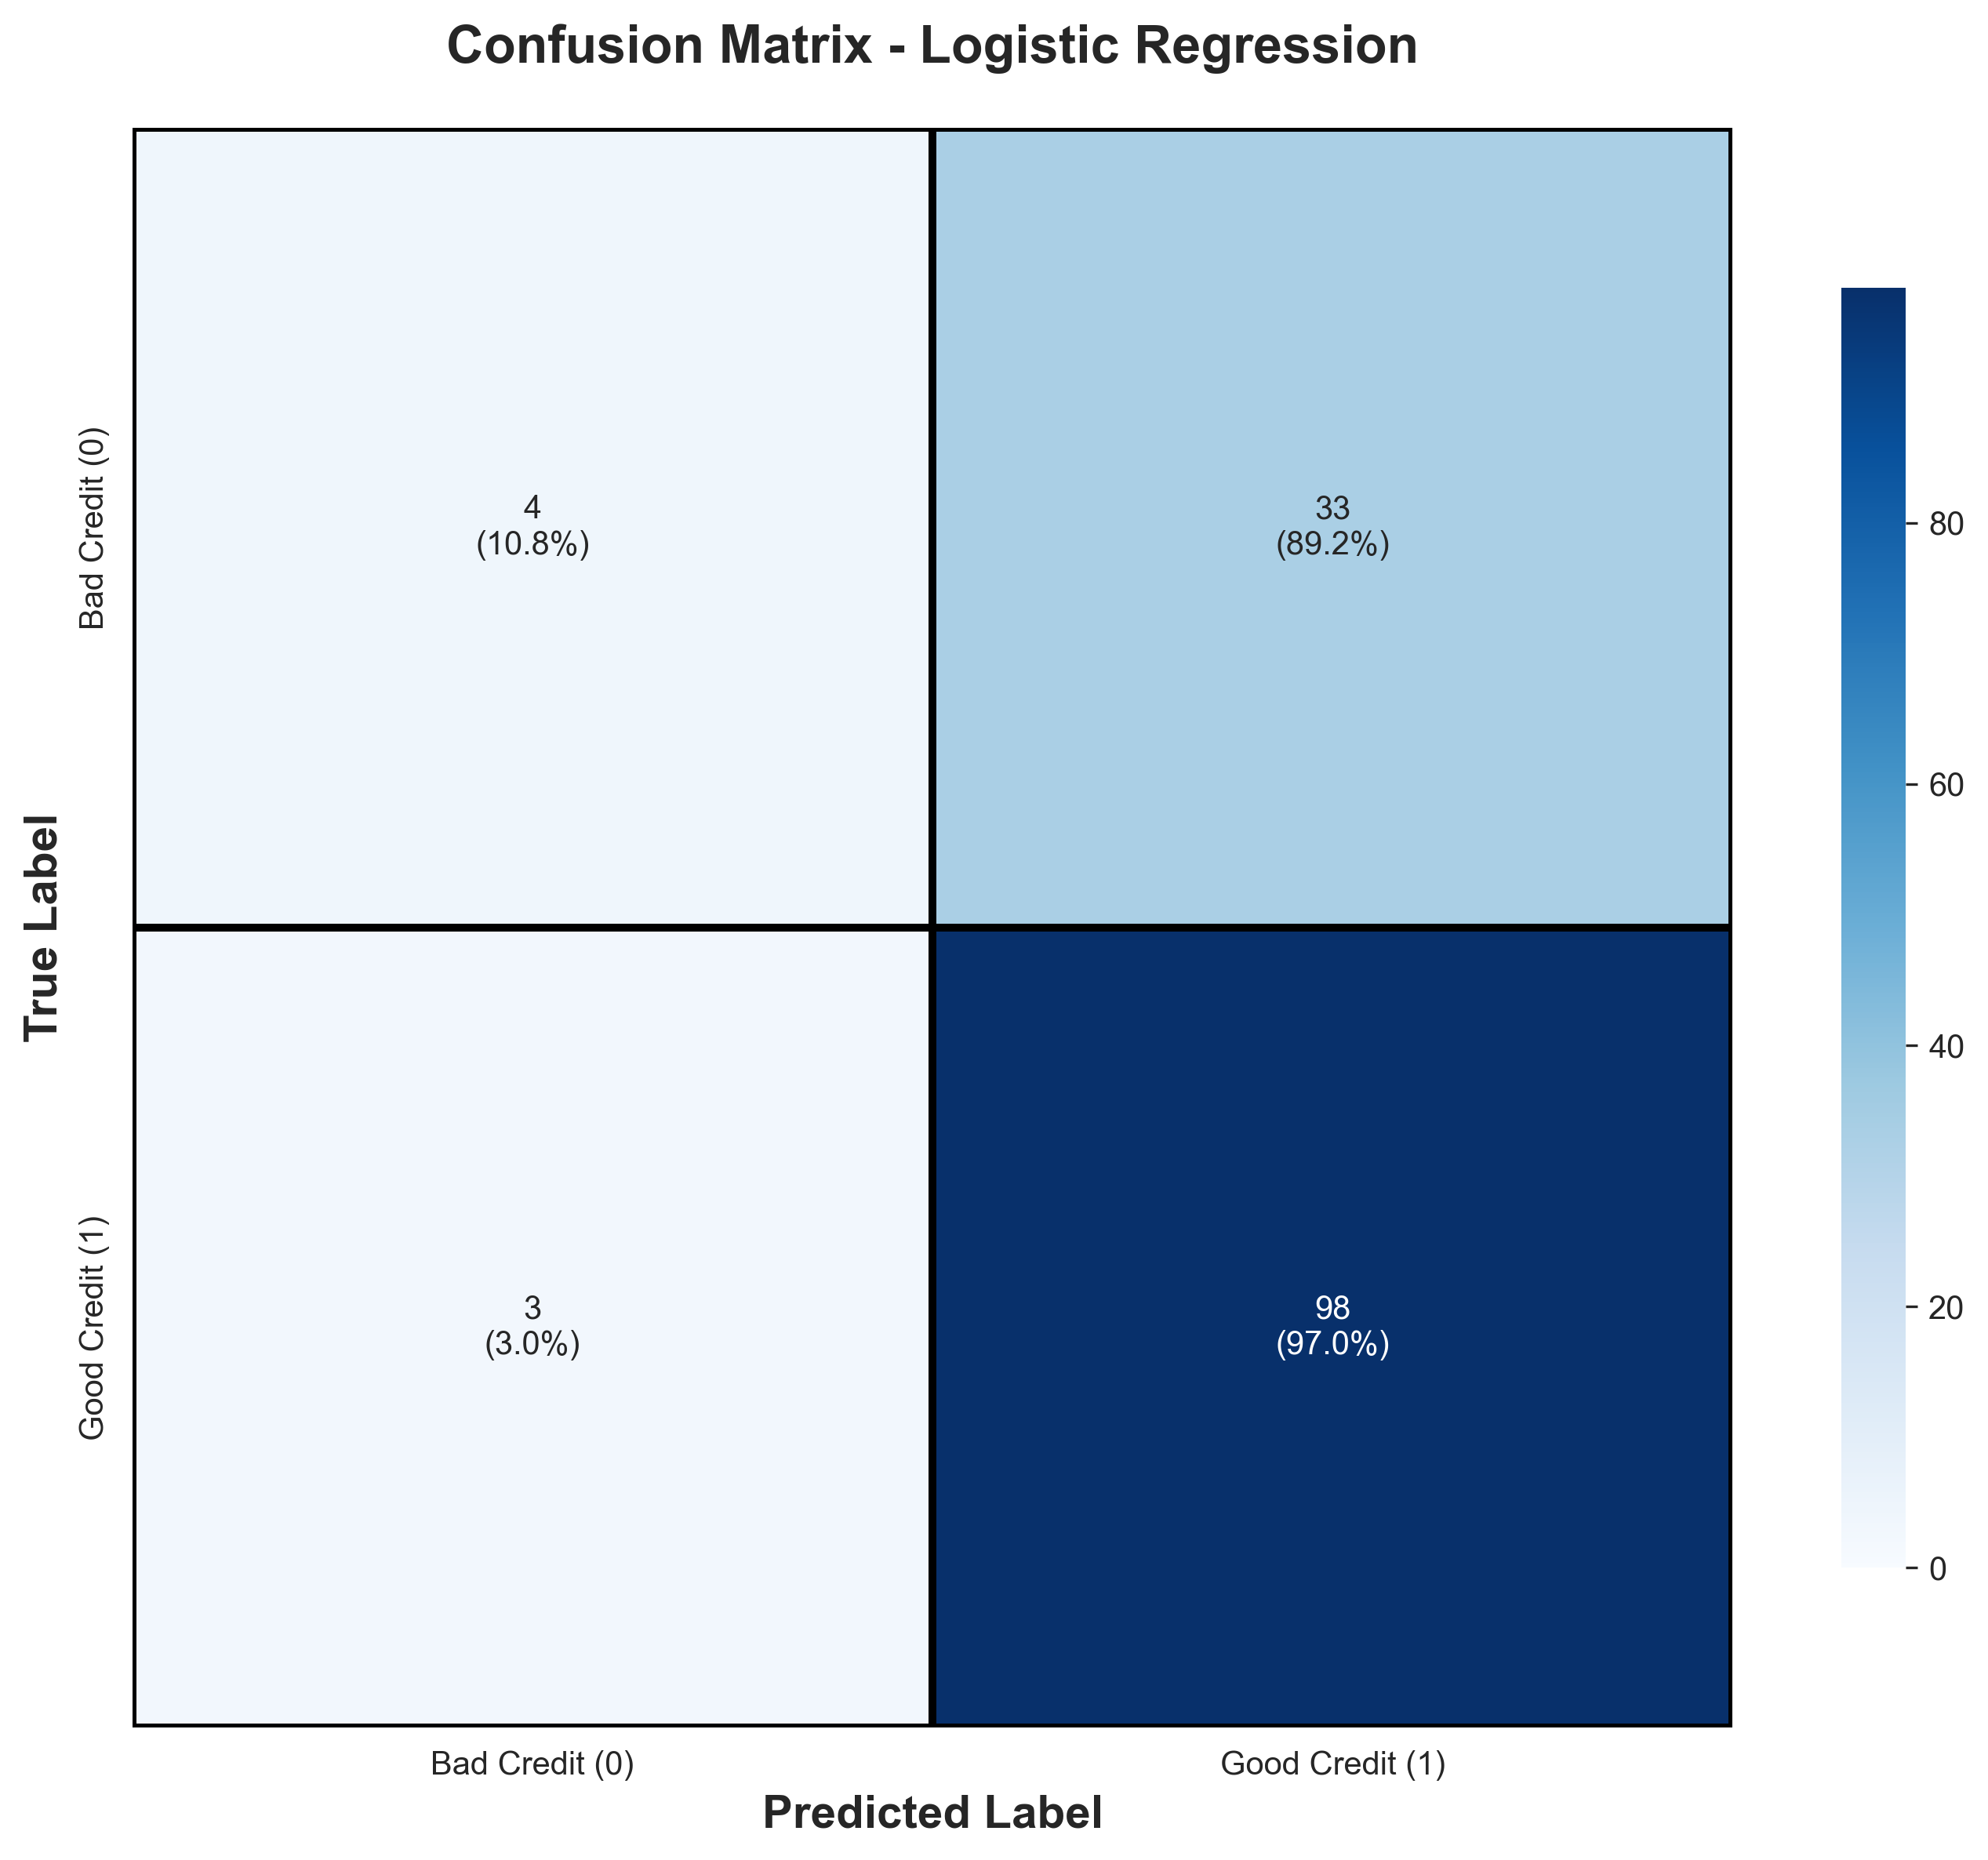 Confusion Matrix - Logistic Regression
True Label
Bad Credit (0)
4
(10.8%)
33
(89.2%)
Good Credit (1)
3
(3.0%)
98
(97.0%)
Bad Credit (0)
Good Credit (1)
Predicted Label
80
60
40
20
0